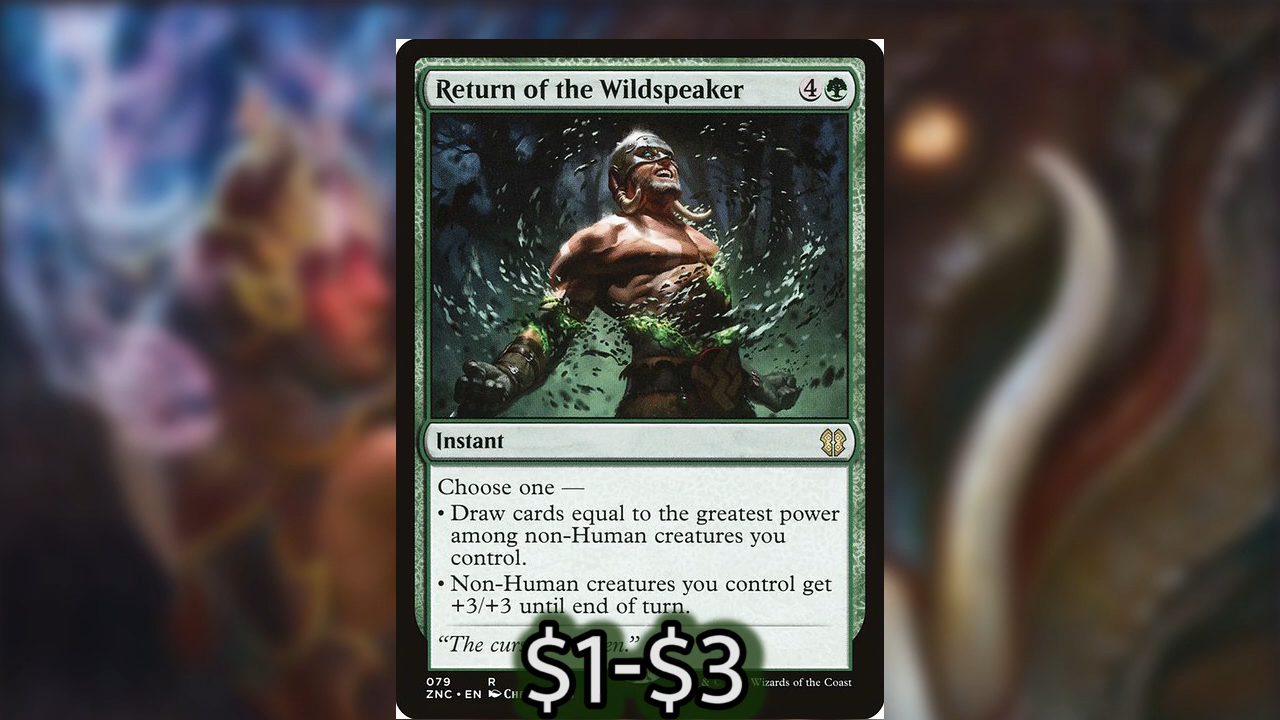 Return of the Wildspeaker 4
Instant
Choose one —
• Draw cards equal to the greatest power
among non-Human creatures you
control.
• Non-Human creatures you control get
+3/+3 until end of turn.
“The
$1-$3
079 R
ZNC • EN
Wizards of the Coast